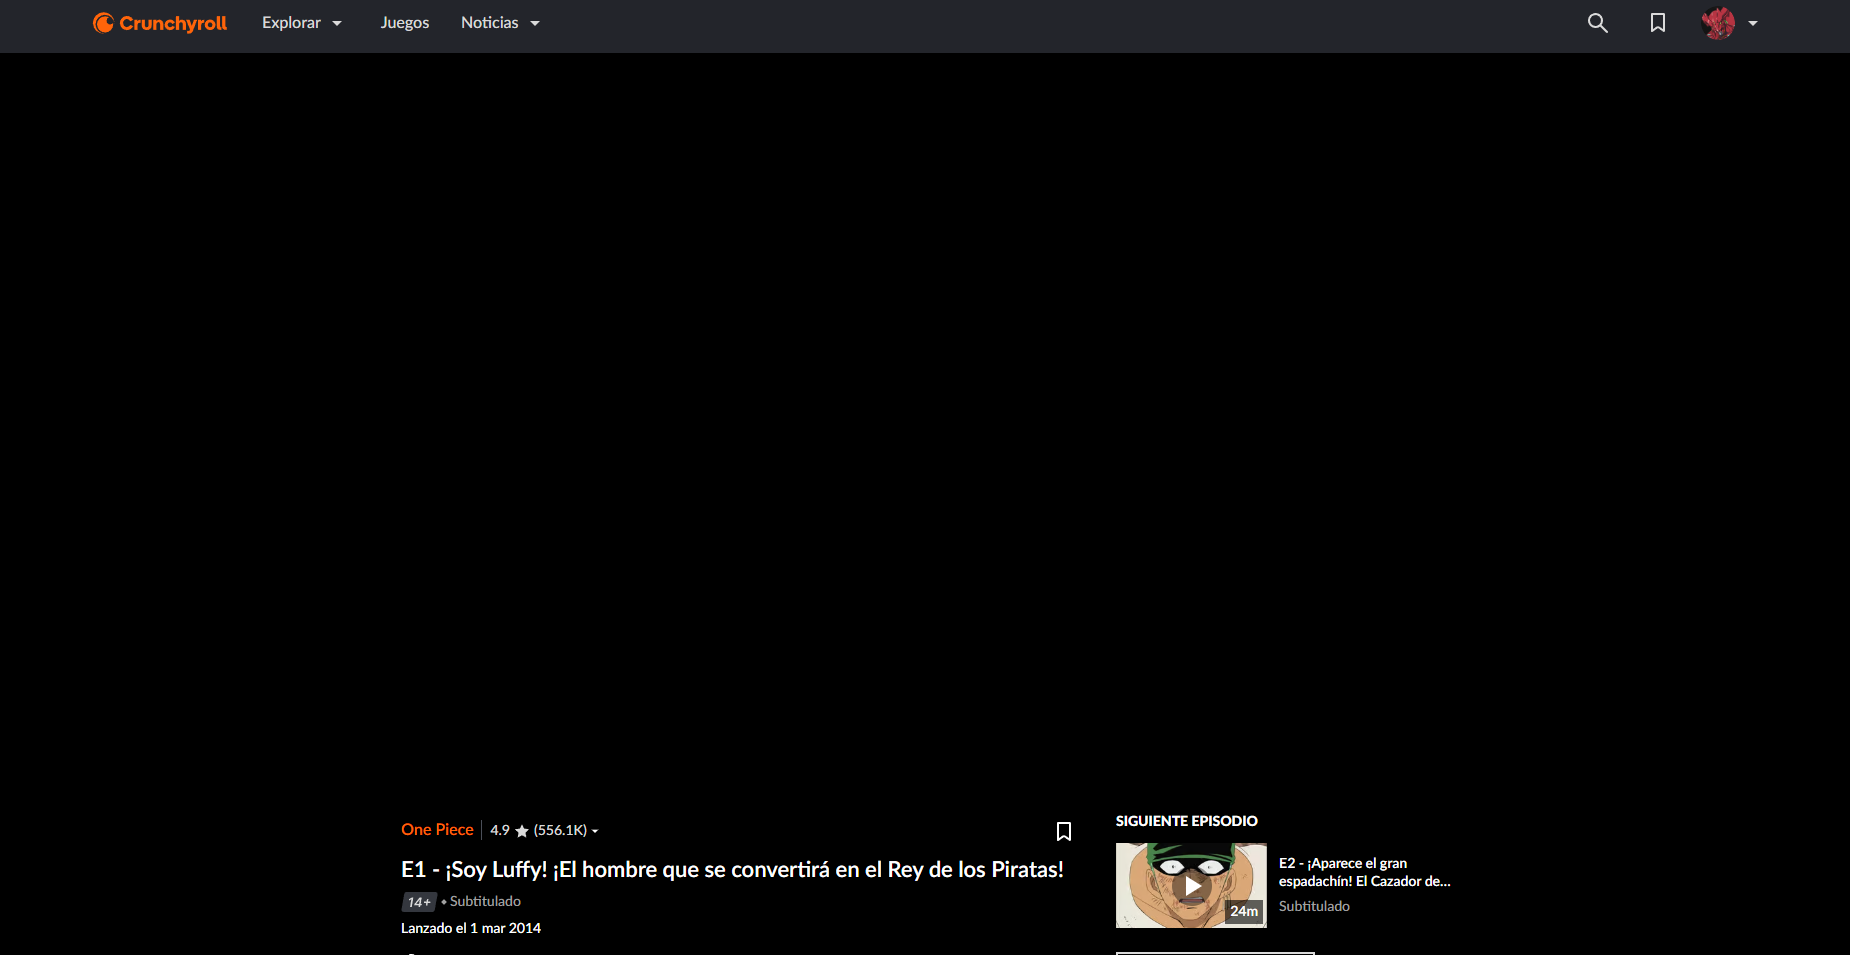 Crunchyroll
Explorar
Juegos
Noticias
One Piece
4.9 ★ (556.1K)
E1 - ¡Soy Luffy! ¡El hombre que se convertirá en el Rey de los Piratas!
14+ ⬩ Subtitulado
Lanzado el 1 mar 2014
SIGUIENTE EPISODIO
24m
E2 - ¡Aparece el gran
espadachín! El Cazador de...
Subtitulado